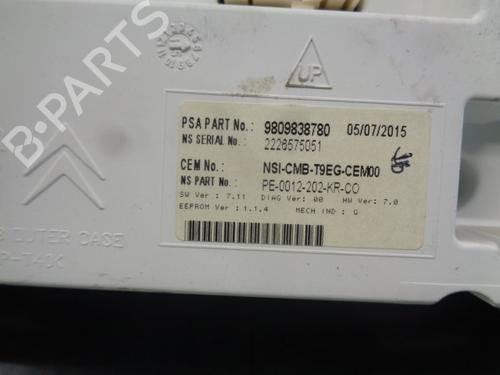 UP
PSA PART No.: 9809838780 05/07/2015
NS SERIAL No.: 2226575051
CEM No.: NSI-CMB-T9EG-CEM00
NS PART No.: PE-0012-202-KR-CO
SW Ver : 7.11 DIAG Ver: 00 HW Ver: 7.0
EEPROM Ver : 1.1.4 MECH IND : G
OUTER CASE
B PARTS